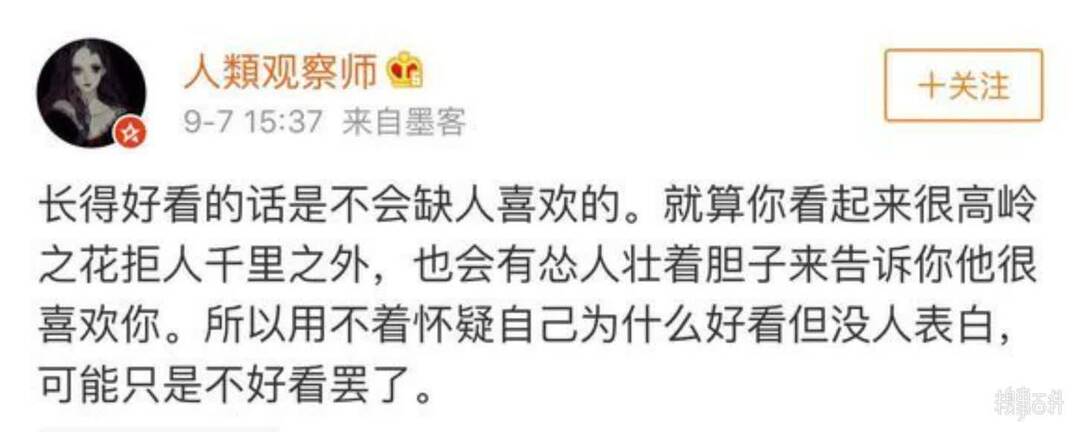 人類观察师
+关注
9-7 15:37 来自墨客
长得好看的话是不会缺人喜欢的。就算你看起来很高岭
之花拒人千里之外，也会有怂人壮着胆子来告诉你他很
喜欢你。所以用不着怀疑自己为什么好看但没人表白，
可能只是不好看罢了。